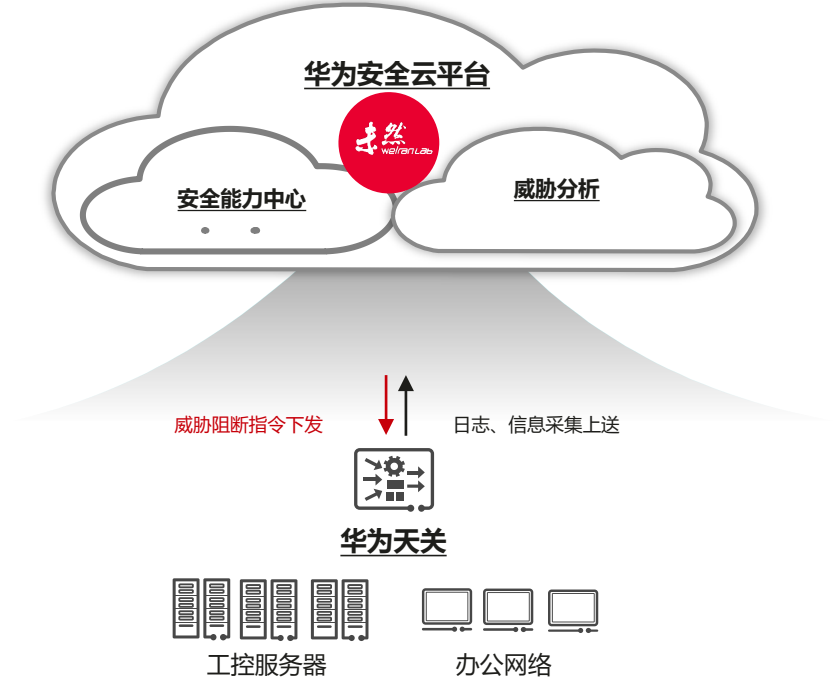 华为安全云平台
未然
weiranLab
安全能力中心
威胁分析
威胁阻断指令下发
日志、信息采集上送
华为天关
工控服务器
办公网络